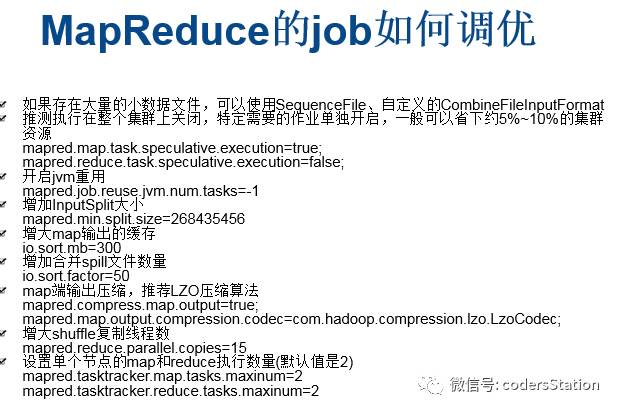 MapReduce的job如何调优
如果存在大量的小数据文件，可以使用SequenceFile、自定义的CombineFileInputFormat
推测执行在整个集群上关闭，特定需要的作业单独开启，一般可以省下约5%~10%的集群
资源
mapred.map.task.speculative.execution=true;
mapred.reduce.task.speculative.execution=false;
开启jvm重用
mapred.job.reuse.jvm.num.tasks=-1
增加InputSplit大小
mapred.min.split.size=268435456
增大map输出的缓存
io.sort.mb=300
增加合并spill文件数量
io.sort.factor=50
map端输出压缩，推荐LZO压缩算法
mapred.compress.map.output=true;
mapred.map.output.compression.codec=com.hadoop.compression.lzo.LzoCodec;
增大shuffle复制线程数
mapred.reduce.parallel.copies=15
设置单个节点的map和reduce执行数量(默认值是2)
mapred.tasktracker.map.tasks.maxinum=2
mapred.tasktracker.reduce.tasks.maxinum=2
微信号: codersStation